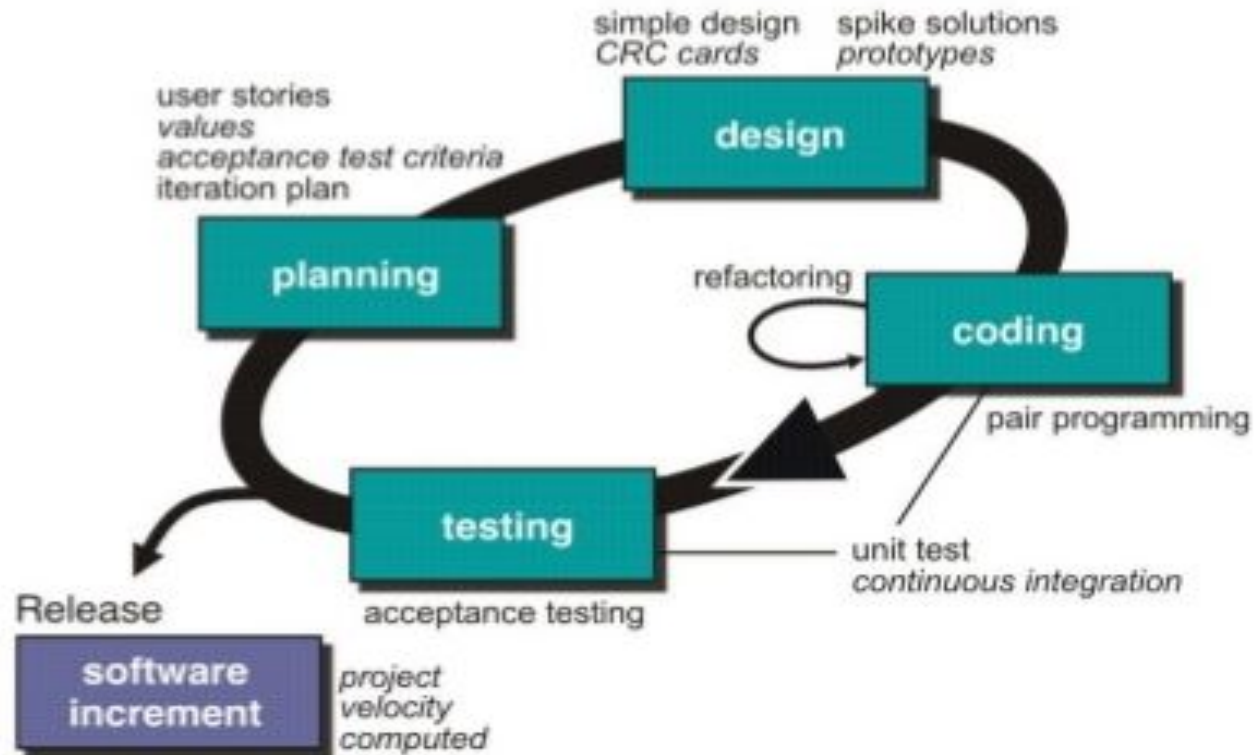 simple design
CRC cards
spike solutions
prototypes
user stories
values
acceptance test criteria
iteration plan
design
planning
refactoring
coding
pair programming
testing
unit test
continuous integration
acceptance testing
Release
software
increment
project
velocity
computed